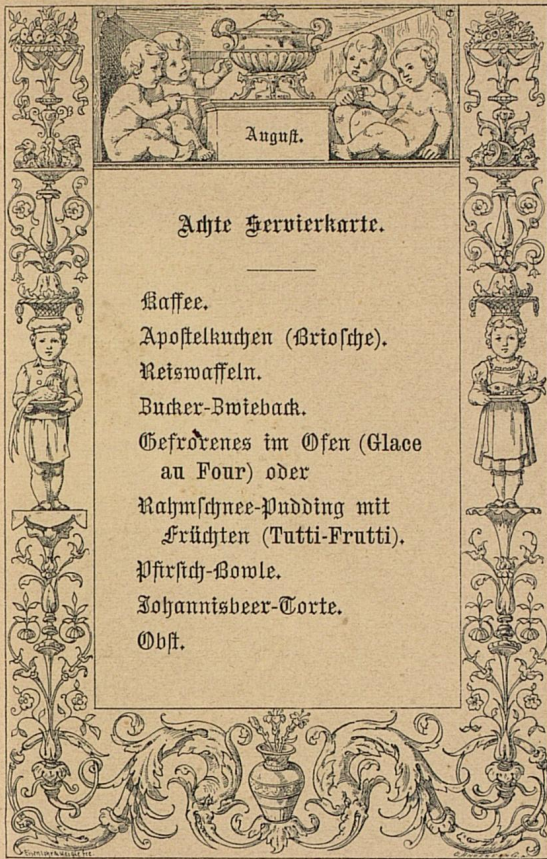 August.
Achte Servierkarte.
Kaffee.
Apostelkuchen (Briosche).
Reiswaffeln.
Zucker-Zwieback.
Gefrorenes im Ofen (Glace
au Four) oder
Rahmschnee-Pudding mit
Früchten (Tutti-Frutti).
Pfirsich-Bowle.
Johannisbeer-Torte.
Obst.